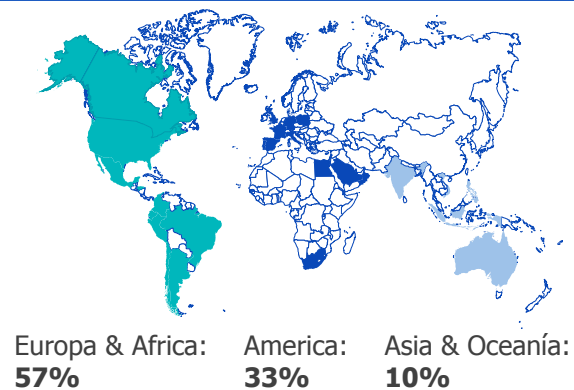 Europa & Africa:
57%
America:
33%
Asia & Oceanía:
10%